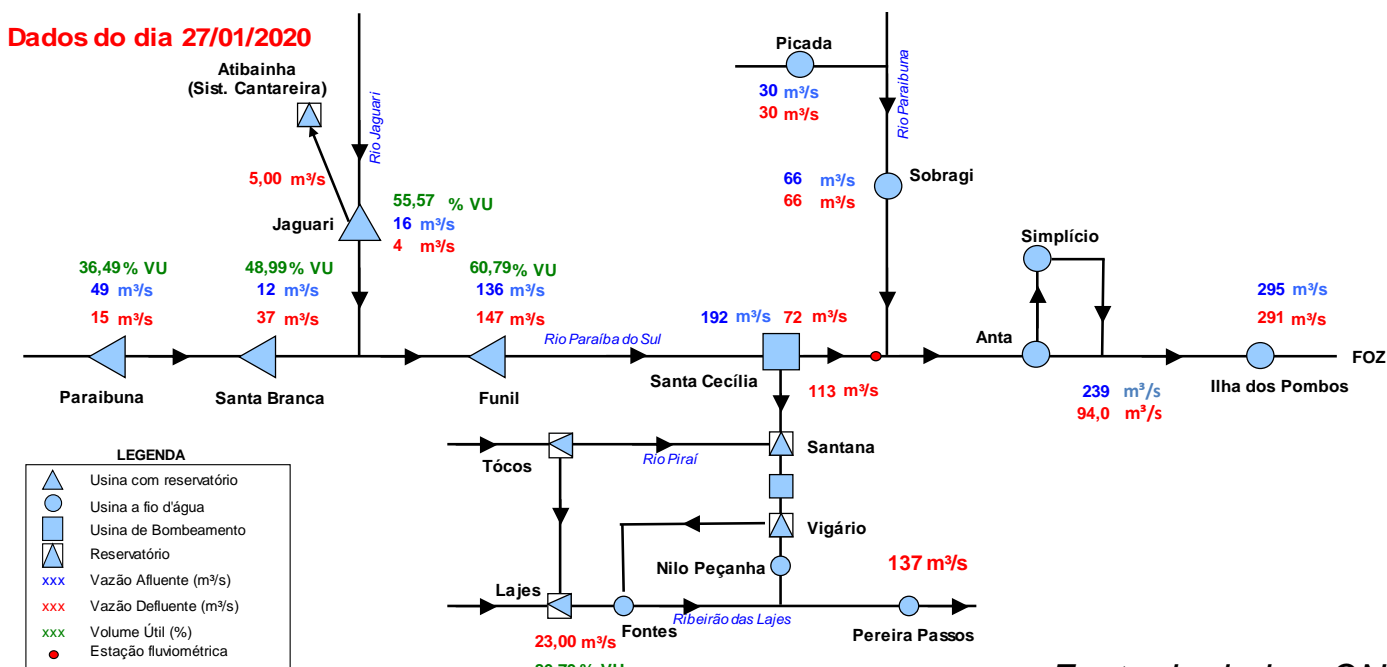 Dados do dia 27/01/2020
Atibainha
(Sist. Cantareira)
Rio Jaguari
5,00 m³/s
Jaguari
55,57 % VU
16 m³/s
4 m³/s
Picada
30 m³/s
30 m³/s
Rio Paraibuna
66 m³/s
66 m³/s
Sobragi
Simplício
36,49% VU
49 m³/s
15 m³/s
Paraibuna
48,99% VU
12 m³/s
37 m³/s
Santa Branca
60,79% VU
136 m³/s
147 m³/s
Funil
Rio Paraíba do Sul
192 m³/s 72 m³/s
Santa Cecília
113 m³/s
Anta
239 m³/s
94,0 m³/s
295 m³/s
291 m³/s
Ilha dos Pombos
FOZ
Tócos
Rio Piraí
Santana
Vigário
Nilo Peçanha
137 m³/s
Lajes
Fontes
Ribeirão das Lajes
Pereira Passos
23,00 m³/s
LEGENDA
Usina com reservatório
Usina a fio d'água
Usina de Bombeamento
Reservatório
xxx Vazão Afluente (m³/s)
xxx Vazão Defluente (m³/s)
xxx Volume Útil (%)
Estação fluviométrica